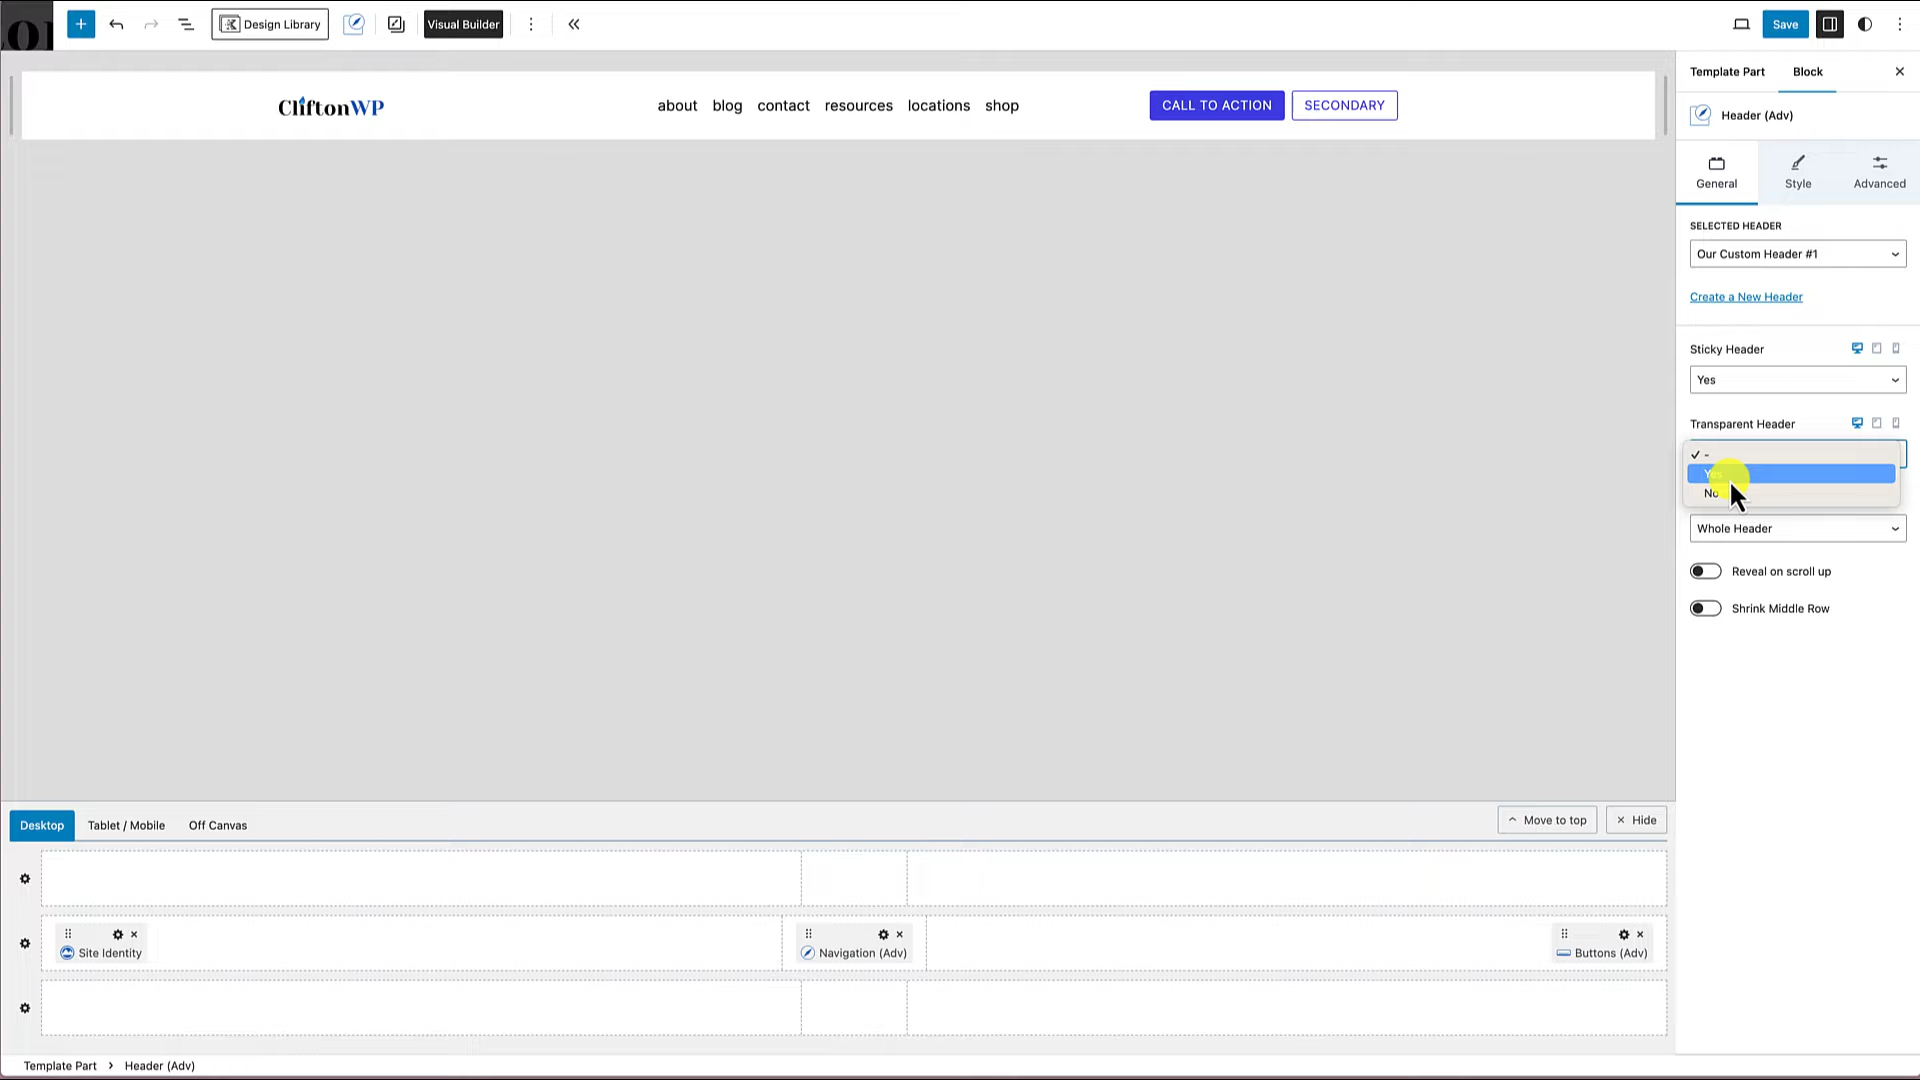 Design Library
Visual Builder
Save
CliftonWP
about blog contact resources locations shop
CALL TO ACTION
SECONDARY
Template Part
Block
Header (Adv)
General
Style
Advanced
SELECTED HEADER
Our Custom Header #1
Create a New Header
Sticky Header
Yes
Transparent Header
-
Yes
No
Whole Header
Reveal on scroll up
Shrink Middle Row
Desktop
Tablet / Mobile
Off Canvas
Move to top
Hide
Site Identity
Navigation (Adv)
Buttons (Adv)
Template Part > Header (Adv)